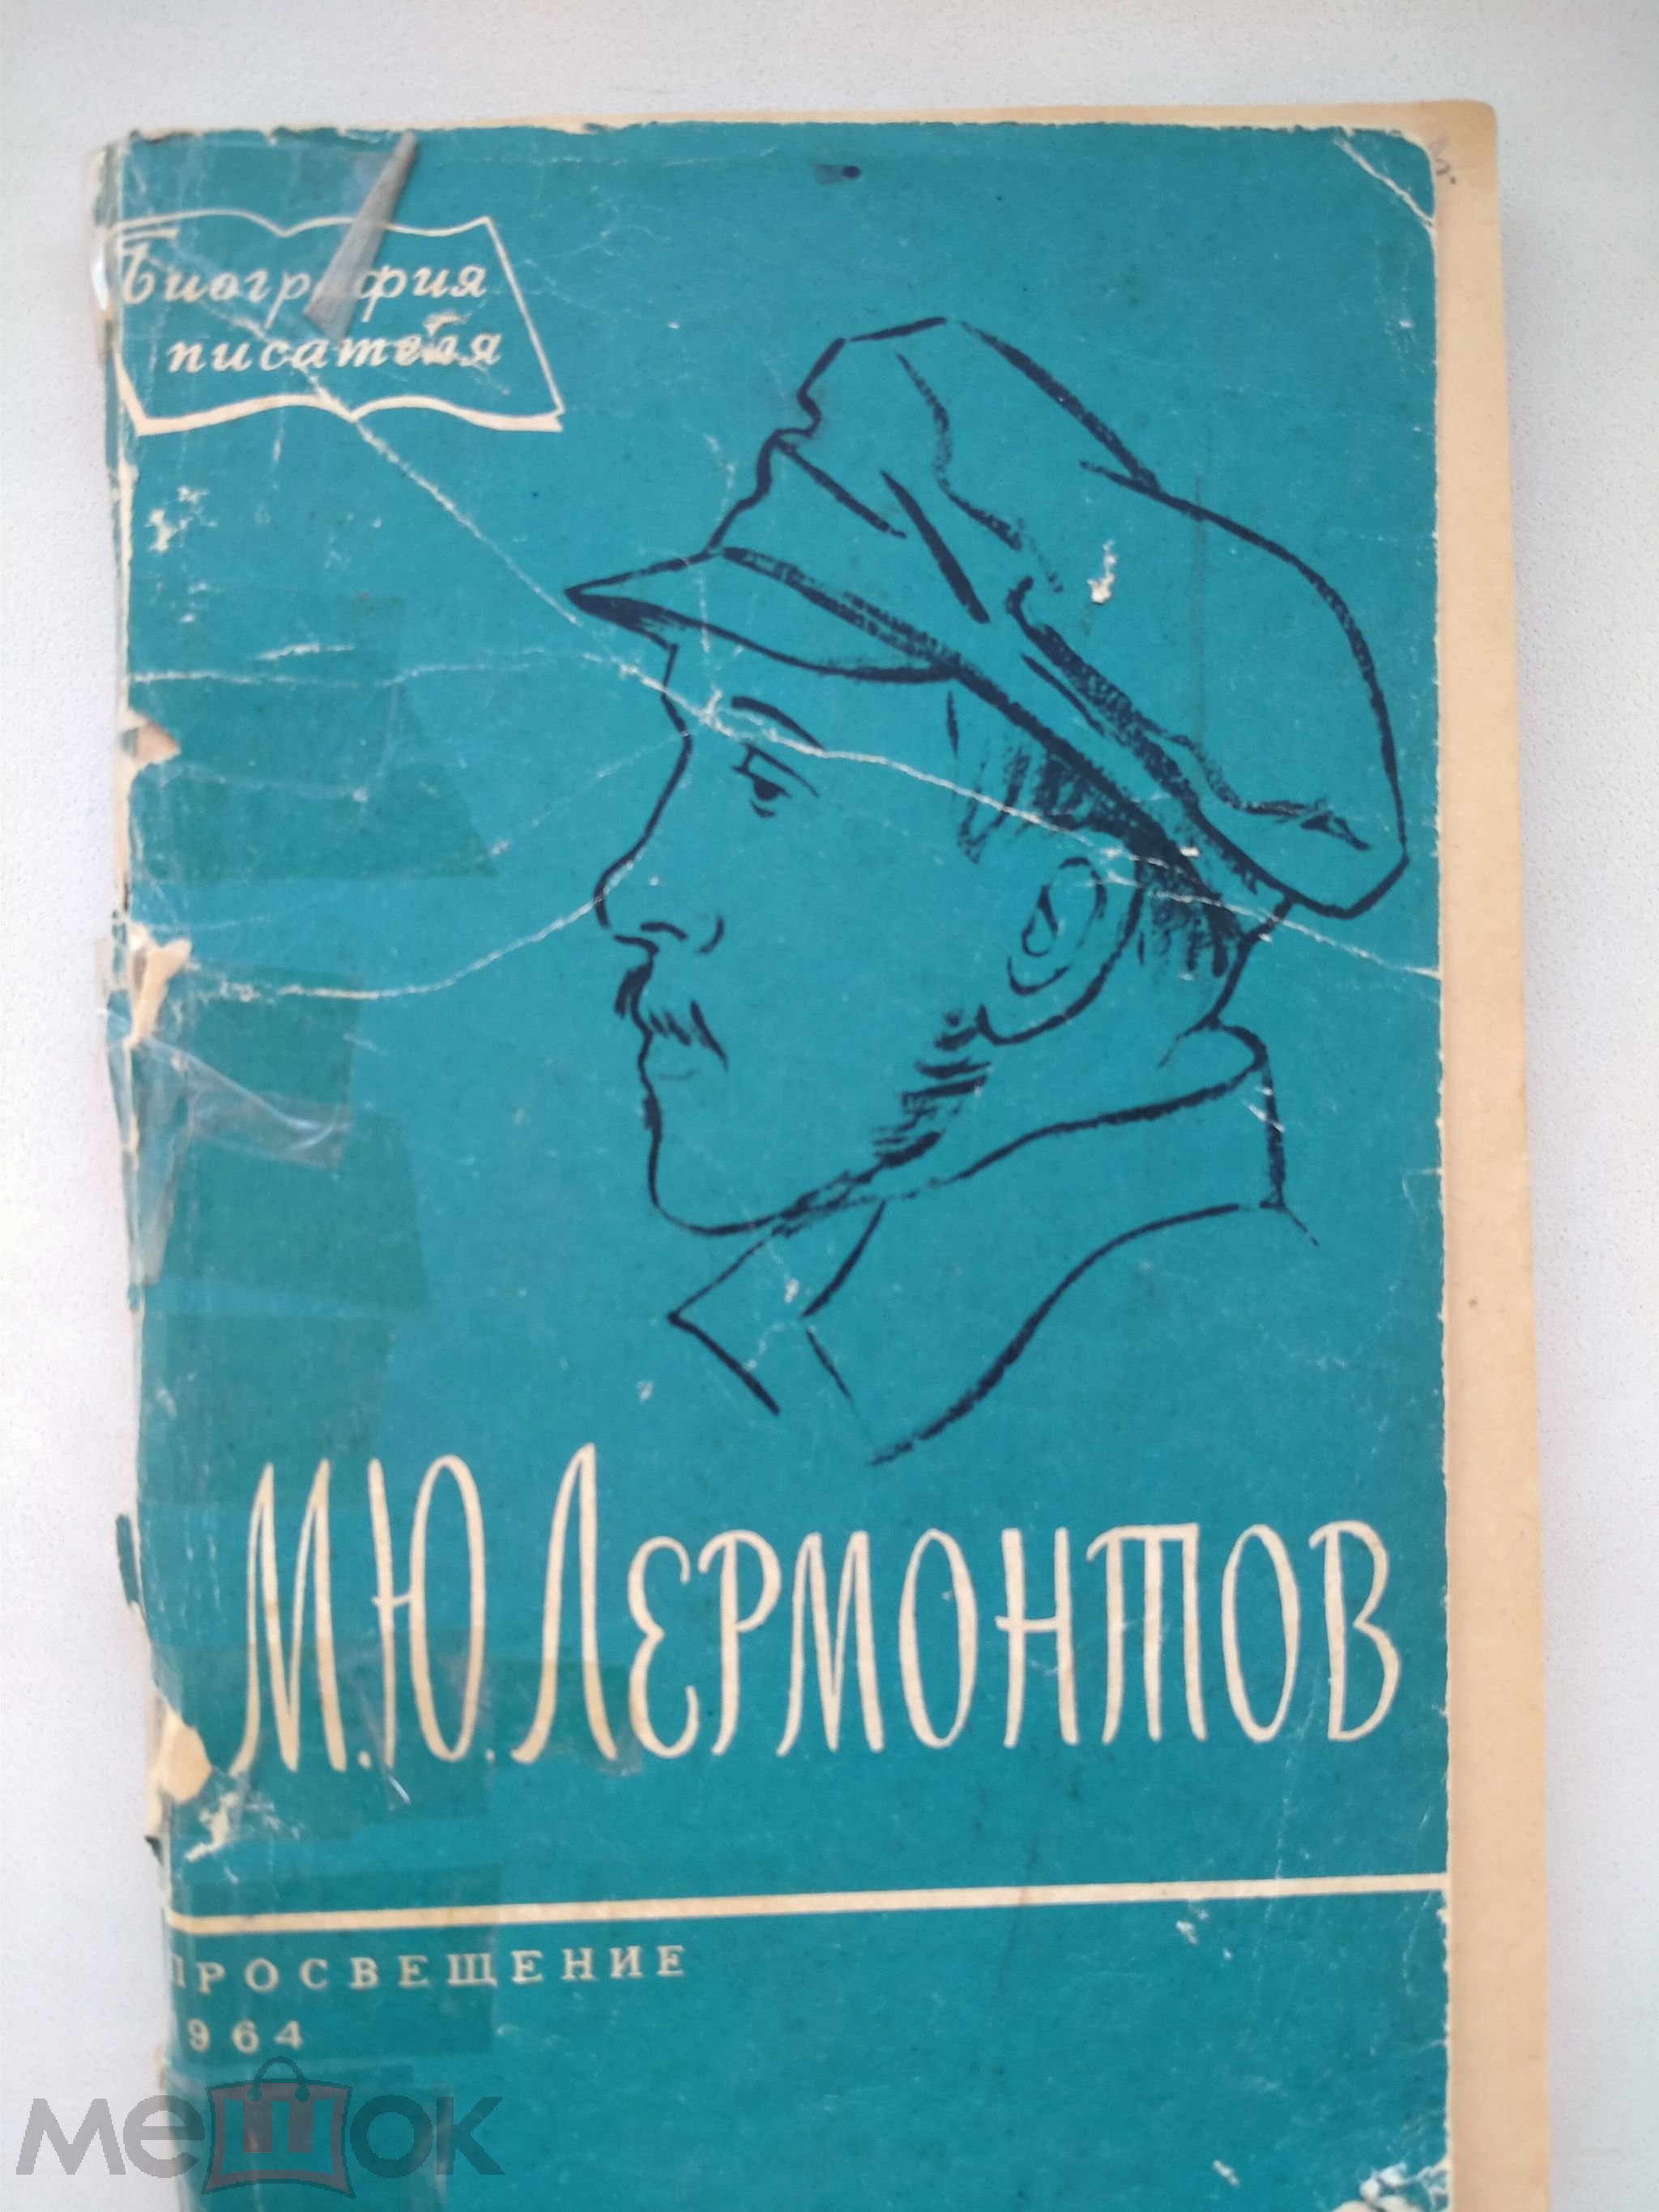 Биография
писателя
М.Ю.Лермонтов
ПРОСВЕЩЕНИЕ
964
мешок